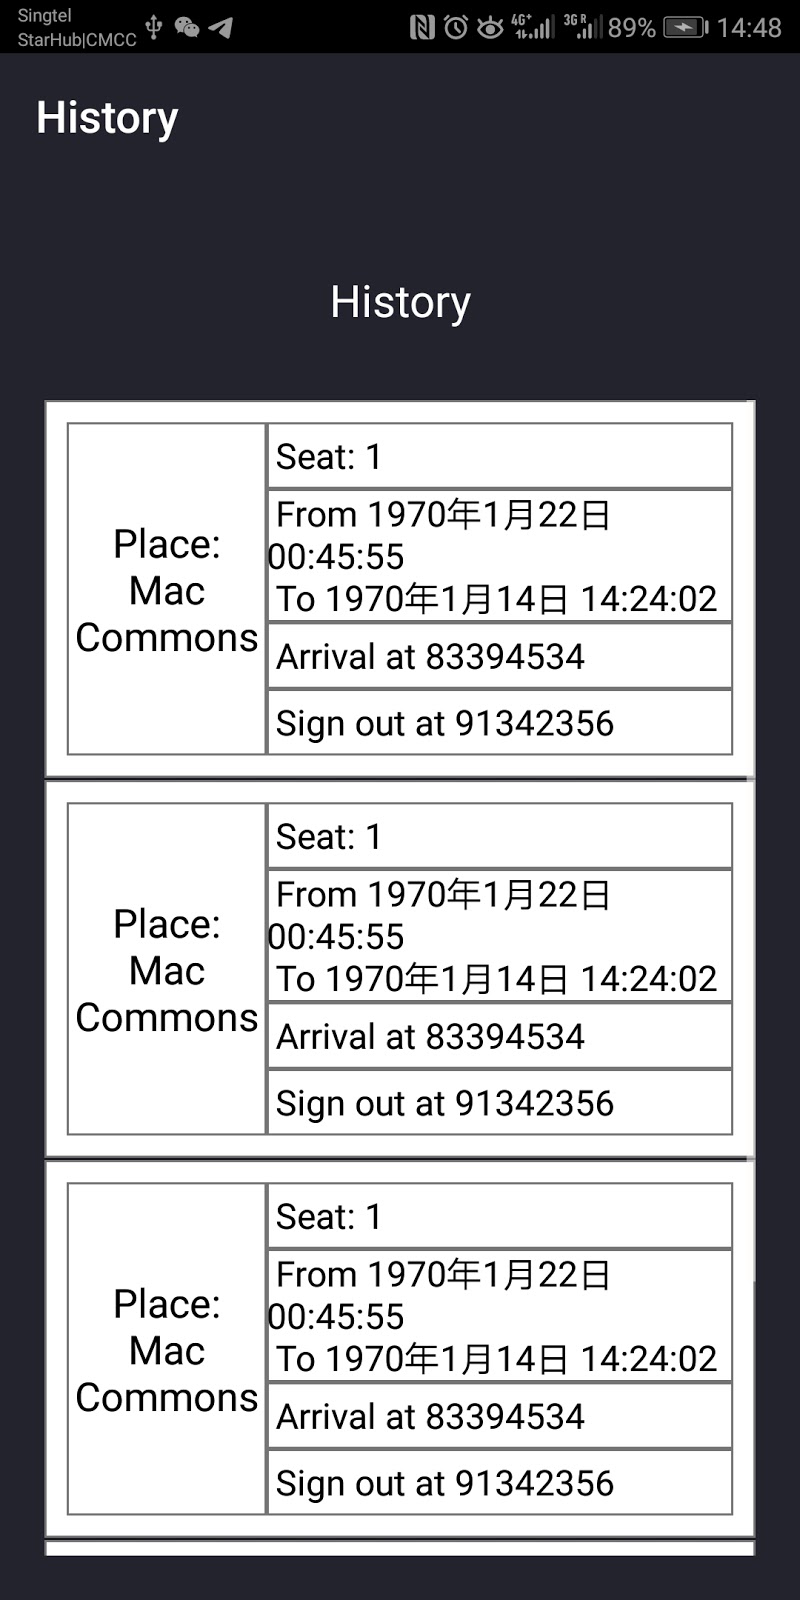 Singtel
StarHub|CMCC
4G+ 3G R 89% 14:48
History
History
Place:
Mac
Commons
Seat: 1
From 1970年1月22日
00:45:55
To 1970年1月14日 14:24:02
Arrival at 83394534
Sign out at 91342356
Place:
Mac
Commons
Seat: 1
From 1970年1月22日
00:45:55
To 1970年1月14日 14:24:02
Arrival at 83394534
Sign out at 91342356
Place:
Mac
Commons
Seat: 1
From 1970年1月22日
00:45:55
To 1970年1月14日 14:24:02
Arrival at 83394534
Sign out at 91342356